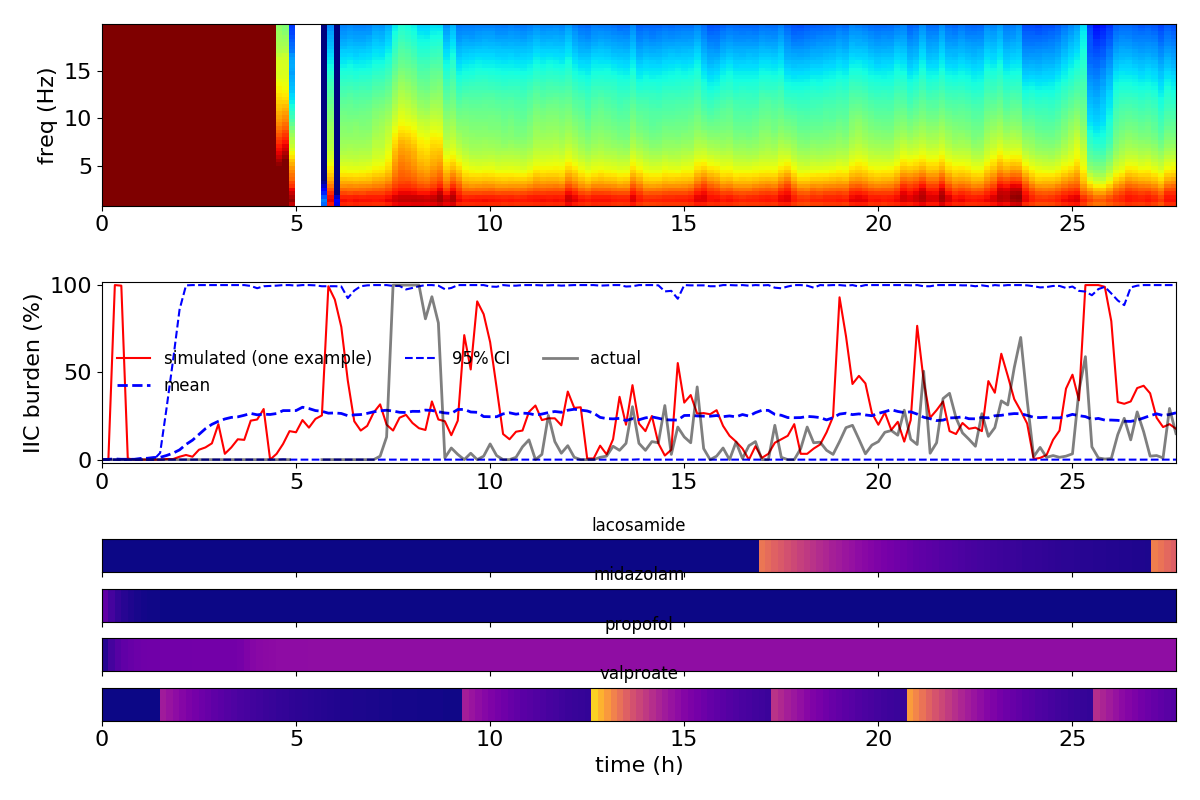 freq (Hz)
15
10
5
0 5 10 15 20 25
IIC burden (%)
100
50
0
simulated (one example) 95% CI actual
mean
0 5 10 15 20 25
lacosamide
midazolam
propofol
valproate
0 5 10 15 20 25
time (h)